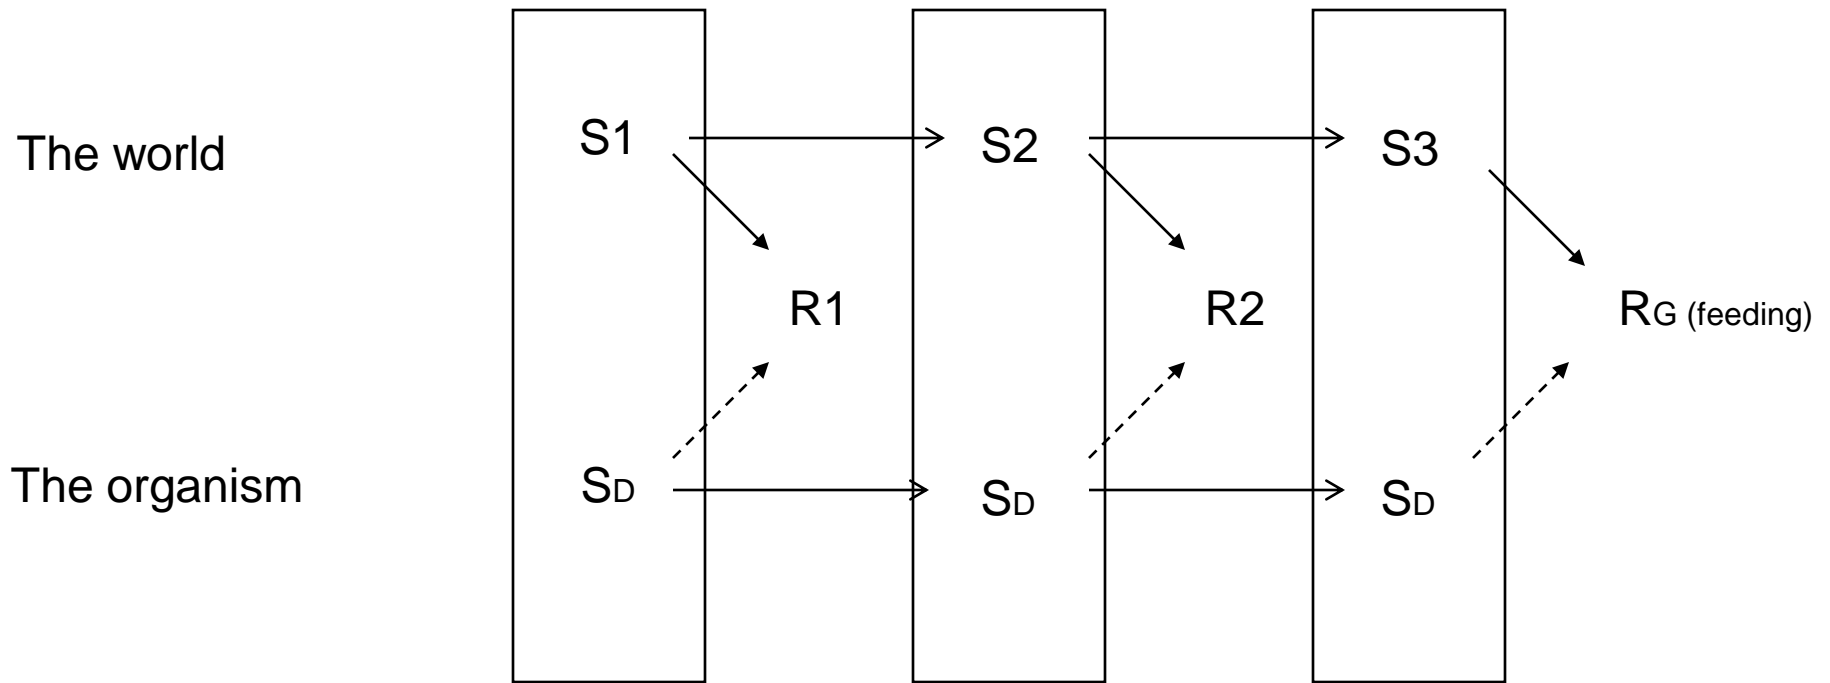 The world S1 S2 S3
R1 R2 RG (feeding)
The organism SD SD SD